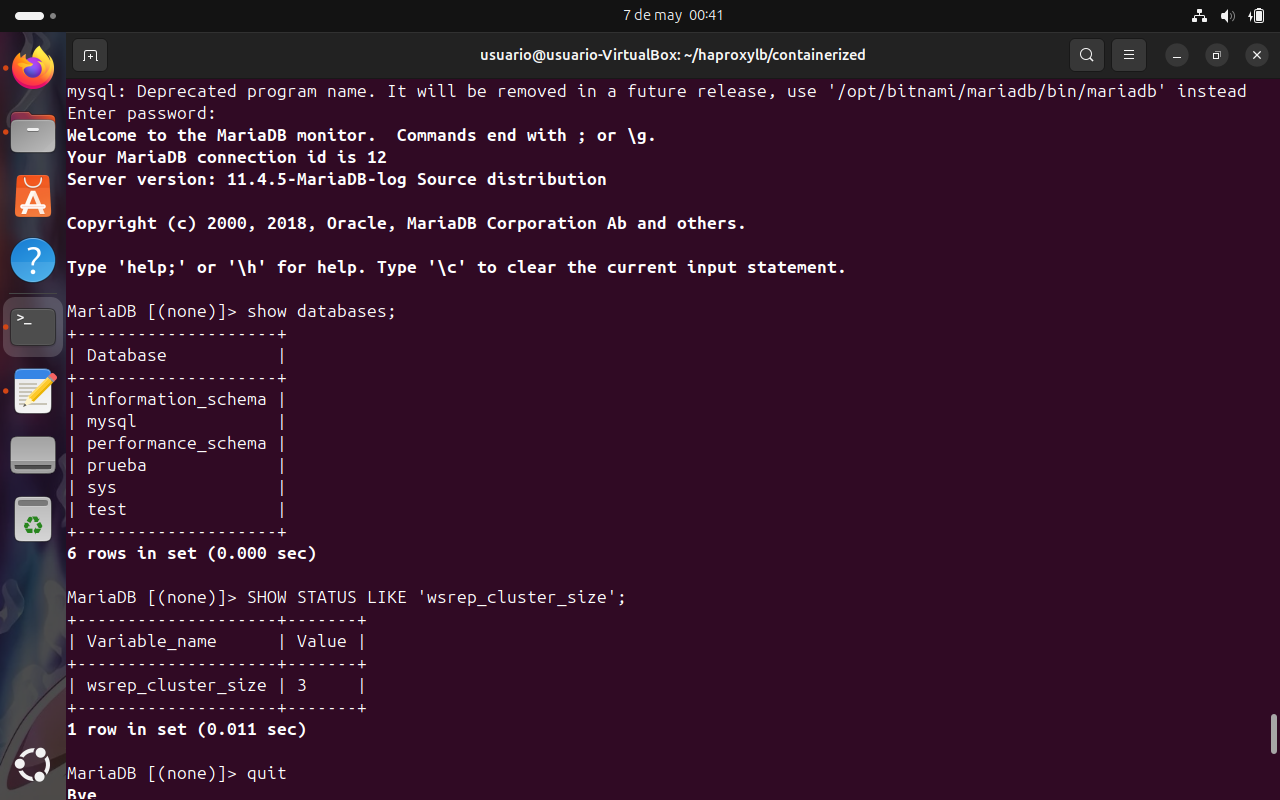 7 de may 00:41
usuario@usuario-VirtualBox: ~/haproxylb/containerized
mysql: Deprecated program name. It will be removed in a future release, use '/opt/bitnami/mariadb/bin/mariadb' instead
Enter password:
Welcome to the MariaDB monitor.  Commands end with ; or \g.
Your MariaDB connection id is 12
Server version: 11.4.5-MariaDB-log Source distribution

Copyright (c) 2000, 2018, Oracle, MariaDB Corporation Ab and others.

Type 'help;' or '\h' for help. Type '\c' to clear the current input statement.

MariaDB [(none)]> show databases;
+--------------------+
| Database           |
+--------------------+
| information_schema |
| mysql              |
| performance_schema |
| prueba             |
| sys                |
| test               |
+--------------------+
6 rows in set (0.000 sec)

MariaDB [(none)]> SHOW STATUS LIKE 'wsrep_cluster_size';
+--------------------+-------+
| Variable_name      | Value |
+--------------------+-------+
| wsrep_cluster_size | 3     |
+--------------------+-------+
1 row in set (0.011 sec)

MariaDB [(none)]> quit
Bye